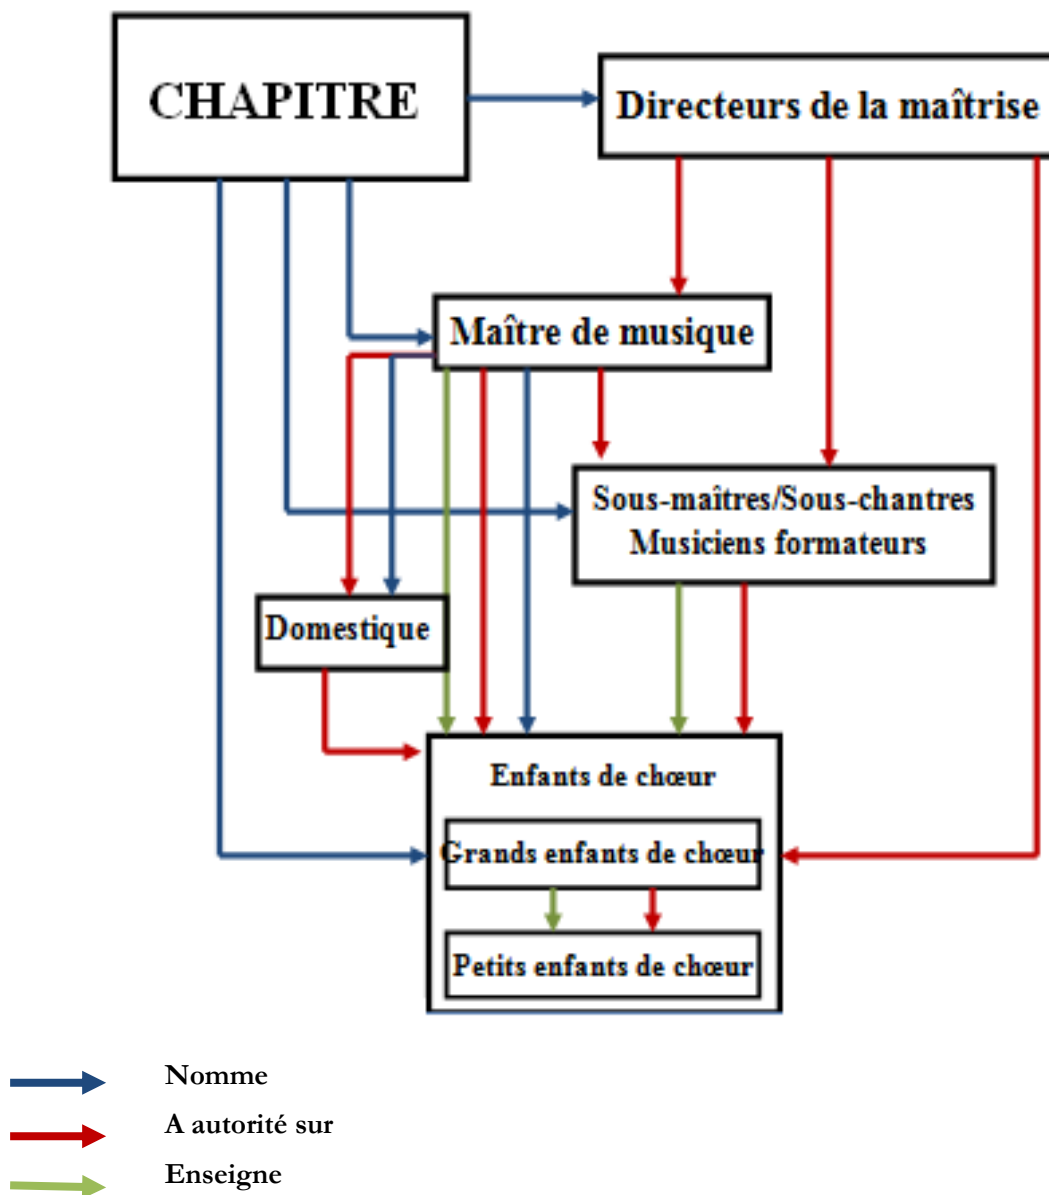 CHAPITRE
Directeurs de la maîtrise
Maître de musique
Sous-maîtres/Sous-chantres
Musiciens formateurs
Domestique
Enfants de chœur
Grands enfants de chœur
Petits enfants de chœur
Nomme
A autorité sur
Enseigne